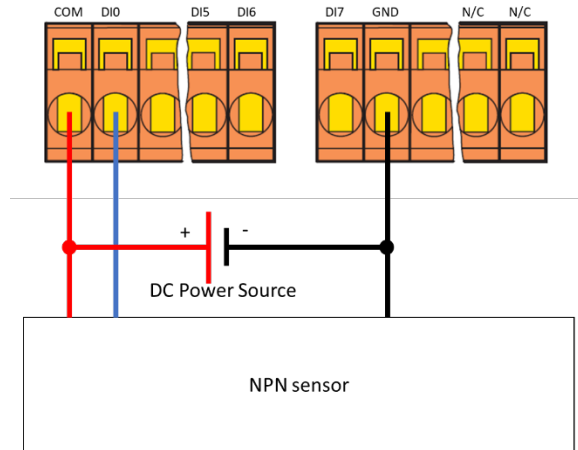 COM DI0 DI5 DI6 DI7 GND N/C N/C
+ -
DC Power Source
NPN sensor